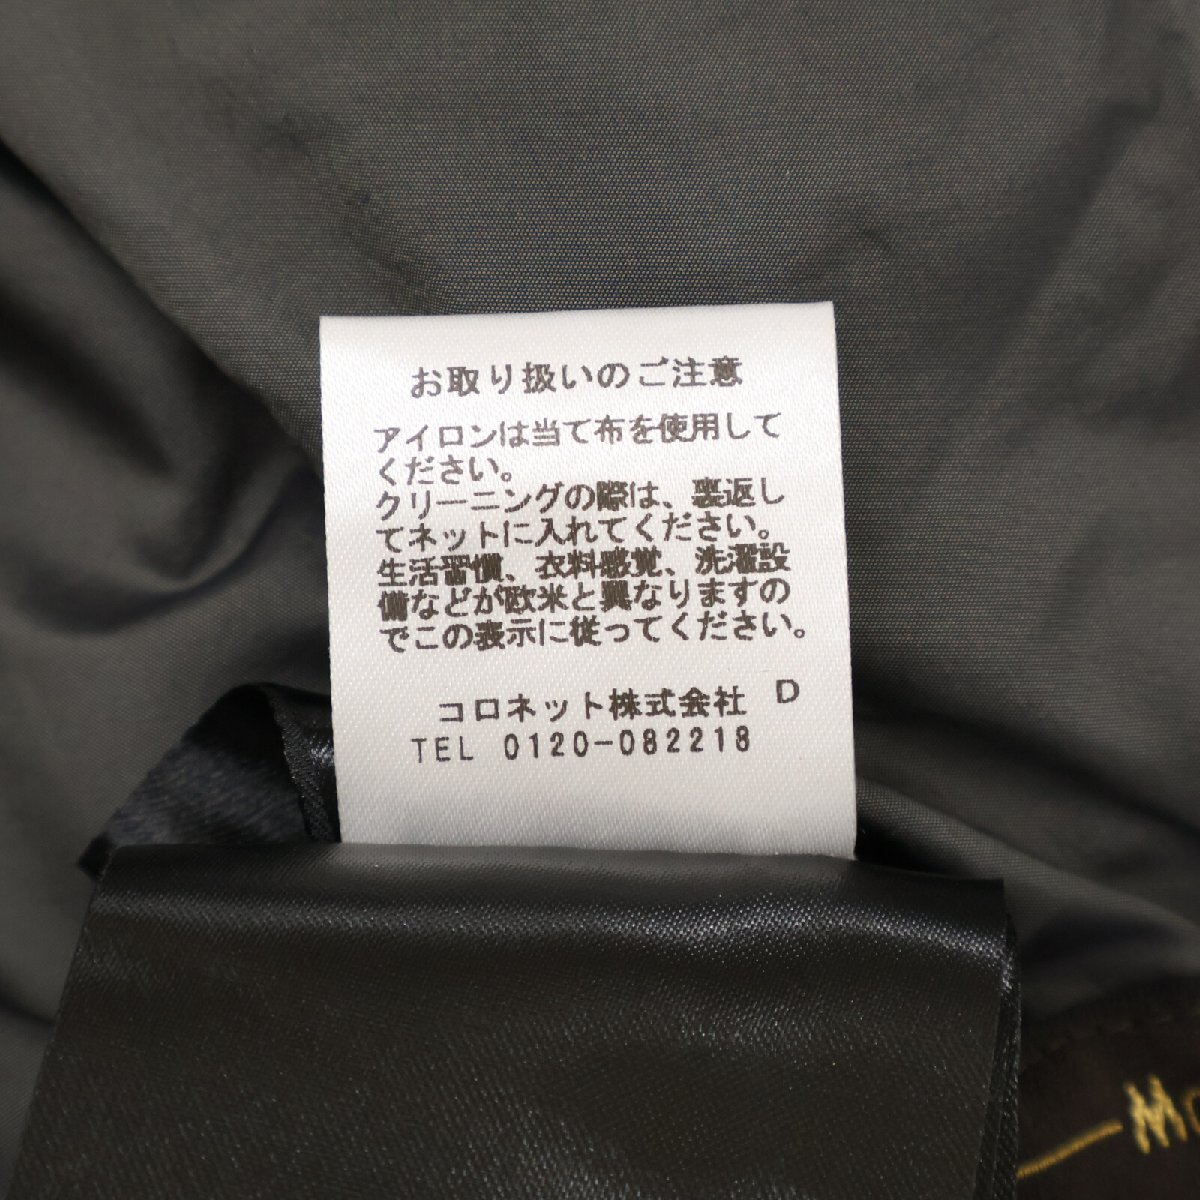 お取り扱いのご注意
アイロンは当て布を使用して
ください。
クリーニングの際は、裏返し
てネットに入れてください。
生活習慣、衣料感覚、洗濯設
備などが欧米と異なりますの
でこの表示に従ってください。
コロネット株式会社 D
TEL 0120-082218